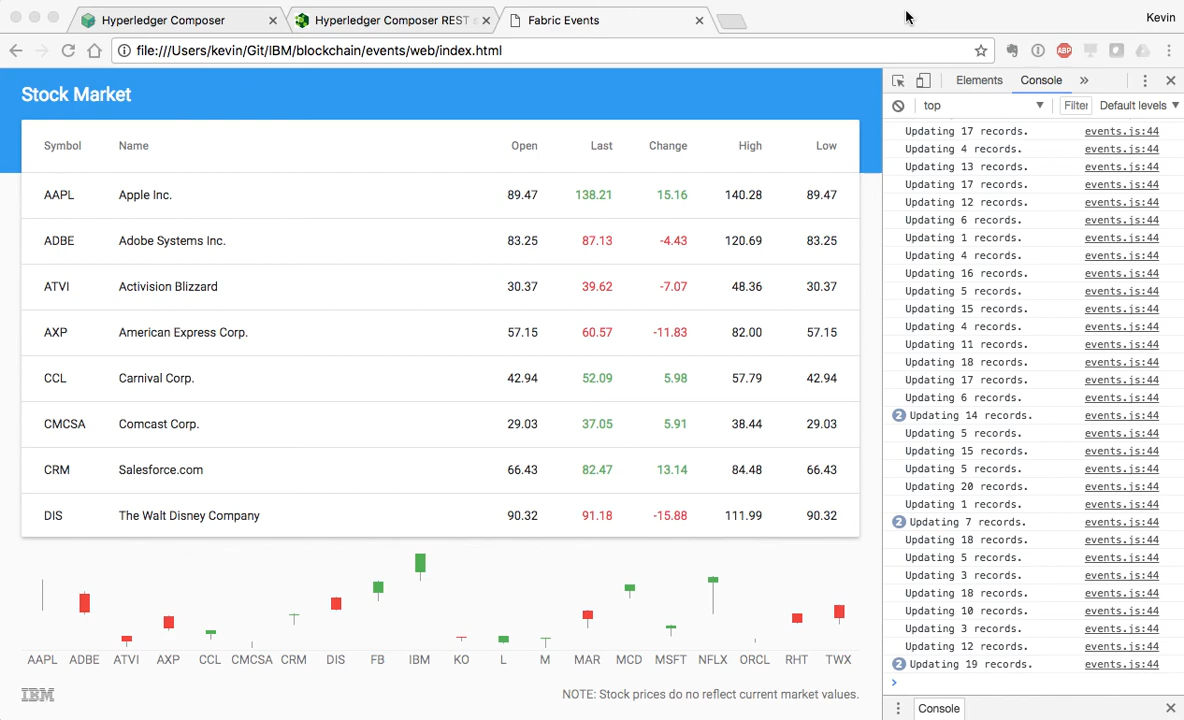 Hyperledger Composer
Hyperledger Composer REST s
Fabric Events
Kevin
file:///Users/kevin/Git/IBM/blockchain/events/web/index.html
ABP
Stock Market
Symbol Name Open Last Change High Low
AAPL Apple Inc. 89.47 138.21 15.16 140.28 89.47
ADBE Adobe Systems Inc. 83.25 87.13 -4.43 120.69 83.25
ATVI Activision Blizzard 30.37 39.62 -7.07 48.36 30.37
AXP American Express Corp. 57.15 60.57 -11.83 82.00 57.15
CCL Carnival Corp. 42.94 52.09 5.98 57.79 42.94
CMCSA Comcast Corp. 29.03 37.05 5.91 38.44 29.03
CRM Salesforce.com 66.43 82.47 13.14 84.48 66.43
DIS The Walt Disney Company 90.32 91.18 -15.88 111.99 90.32
AAPL ADBE ATVI AXP CCL CMCSA CRM DIS FB IBM KO L M MAR MCD MSFT NFLX ORCL RHT TWX
IBM
NOTE: Stock prices do no reflect current market values.
Elements Console »
top Filter Default levels
Updating 17 records. events.js:44
Updating 4 records. events.js:44
Updating 13 records. events.js:44
Updating 17 records. events.js:44
Updating 12 records. events.js:44
Updating 6 records. events.js:44
Updating 1 records. events.js:44
Updating 4 records. events.js:44
Updating 16 records. events.js:44
Updating 5 records. events.js:44
Updating 15 records. events.js:44
Updating 4 records. events.js:44
Updating 11 records. events.js:44
Updating 18 records. events.js:44
Updating 17 records. events.js:44
Updating 6 records. events.js:44
2 Updating 14 records. events.js:44
Updating 5 records. events.js:44
Updating 15 records. events.js:44
Updating 5 records. events.js:44
Updating 20 records. events.js:44
Updating 1 records. events.js:44
2 Updating 7 records. events.js:44
Updating 18 records. events.js:44
Updating 5 records. events.js:44
Updating 3 records. events.js:44
Updating 18 records. events.js:44
Updating 10 records. events.js:44
Updating 3 records. events.js:44
Updating 12 records. events.js:44
2 Updating 19 records. events.js:44
>
Console